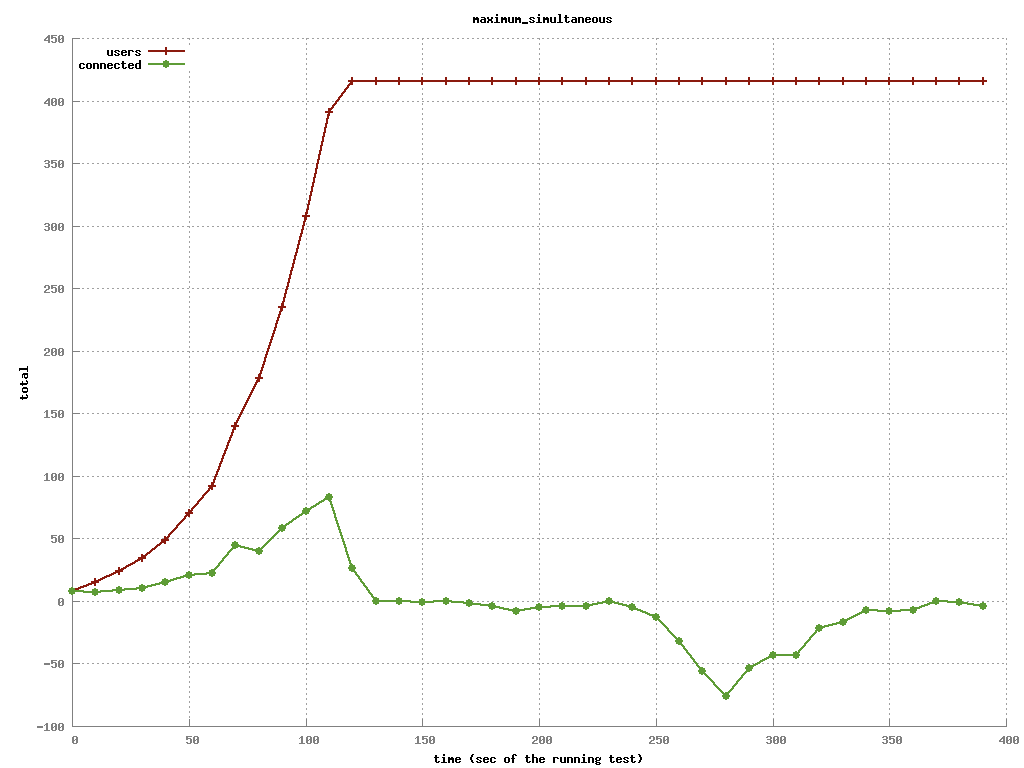 maximum_simultaneous
450
users
connected
400
350
300
250
200
total
150
100
50
0
-50
-100
0 50 100 150 200 250 300 350 400
time (sec of the running test)